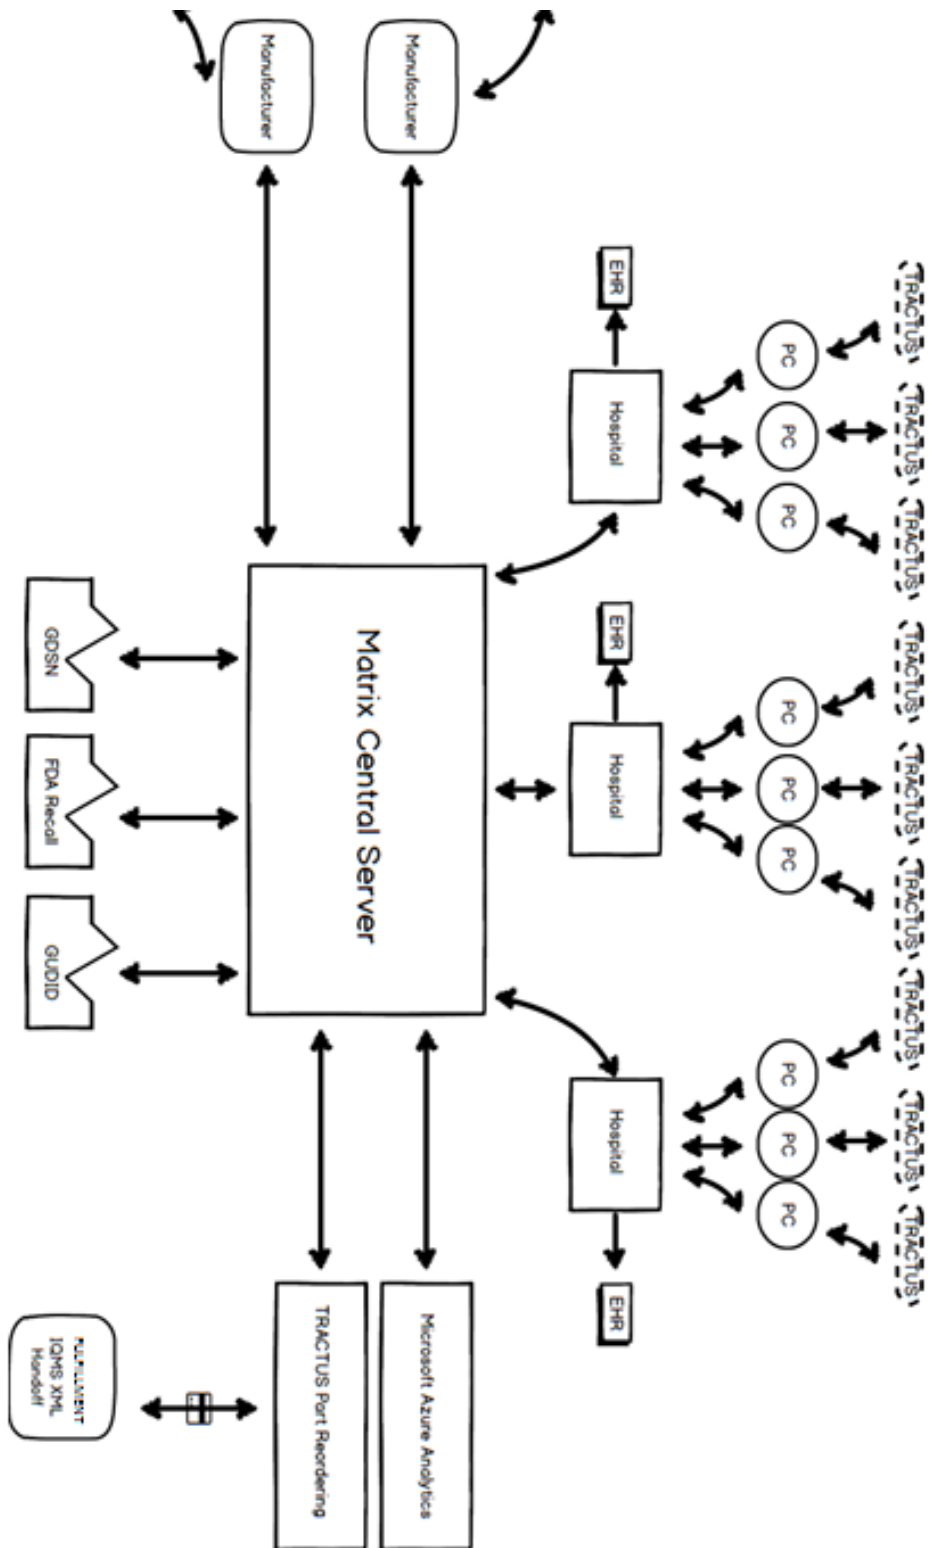 TRACTUS
TRACTUS
TRACTUS
TRACTUS
TRACTUS
TRACTUS
TRACTUS
TRACTUS
TRACTUS
PC
PC
PC
PC
PC
PC
PC
PC
PC
EHR
Hospital
EHR
Hospital
Hospital
EHR
Manufacturer
Manufacturer
Matrix Central Server
Microsoft Azure Analytics
TRACTUS Part Reordering
GDSN
FDA Recall
GUDID
FULFILLMENT
IQMS XML
Handoff